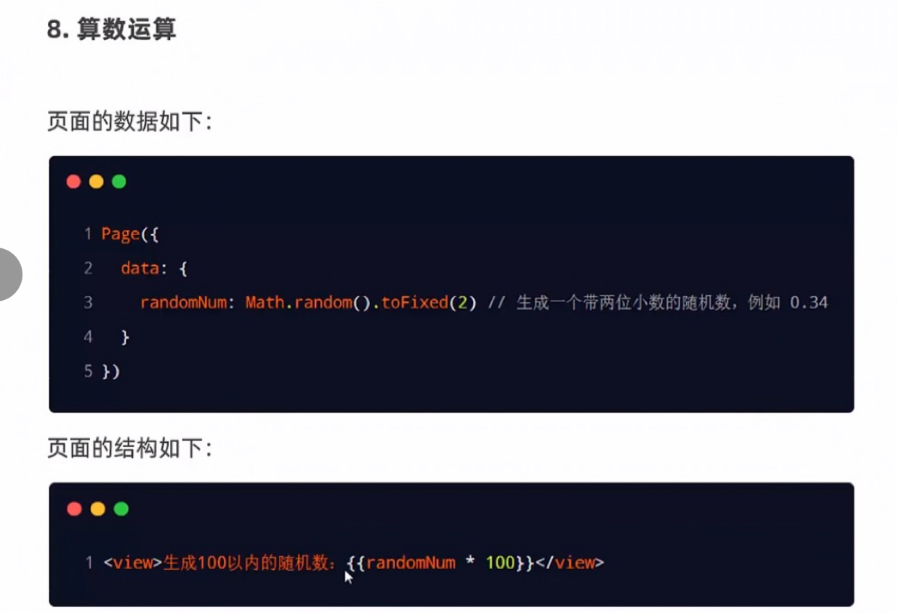 8. 算数运算
页面的数据如下：
1 Page({
2 data: {
3 randomNum: Math.random().toFixed(2) // 生成一个带两位小数的随机数，例如 0.34
4 }
5 })
页面的结构如下：
1 <view>生成100以内的随机数：{{randomNum * 100}}</view>